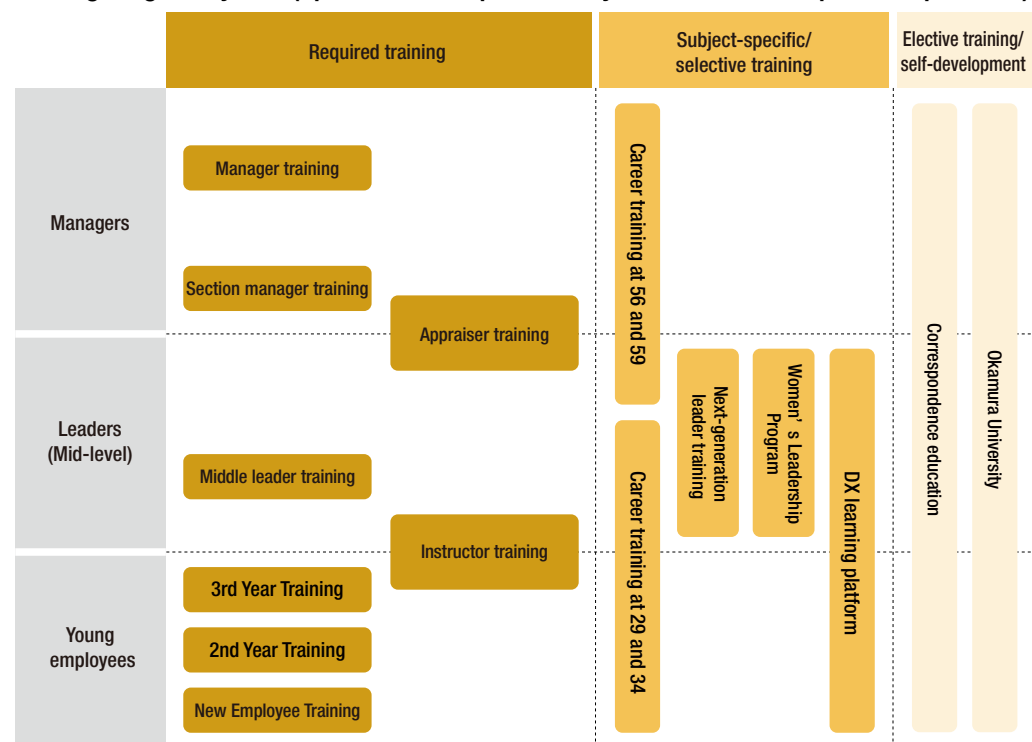 Required training
Subject-specific/
selective training
Elective training/
self-development
Managers
Manager training
Section manager training
Appraiser training
Career training at 56 and 59
Leaders
(Mid-level)
Middle leader training
Instructor training
Next-generation
leader training
Women’s Leadership
Program
DX learning platform
Career training at 29 and 34
Correspondence education
Okamura University
Young
employees
3rd Year Training
2nd Year Training
New Employee Training